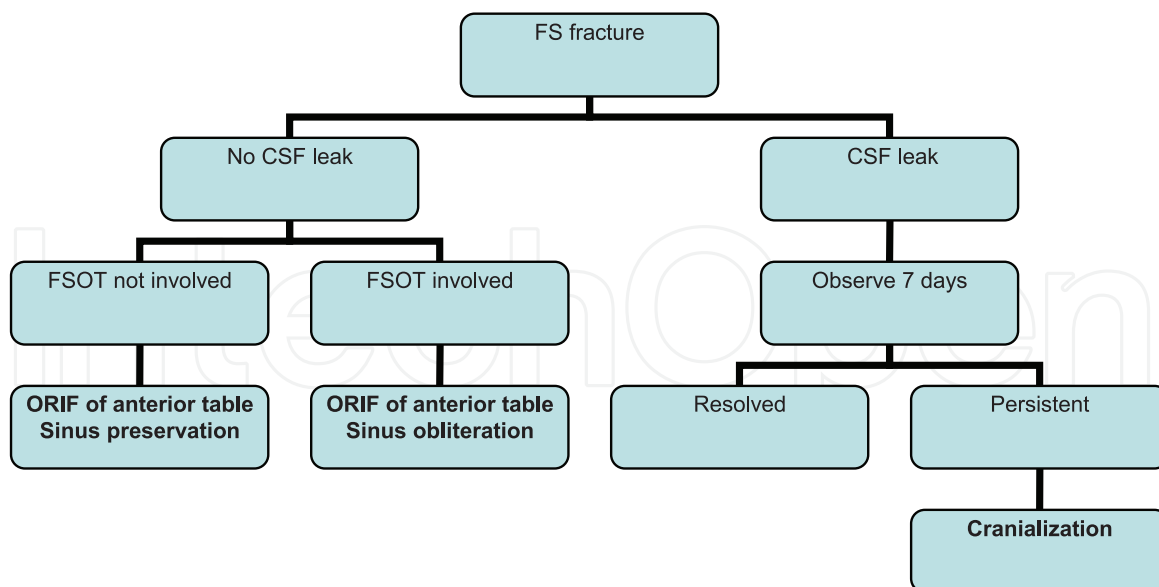 FS fracture
No CSF leak
CSF leak
FSOT not involved
FSOT involved
Observe 7 days
ORIF of anterior table
Sinus preservation
ORIF of anterior table
Sinus obliteration
Resolved
Persistent
Cranialization
IntechOpen